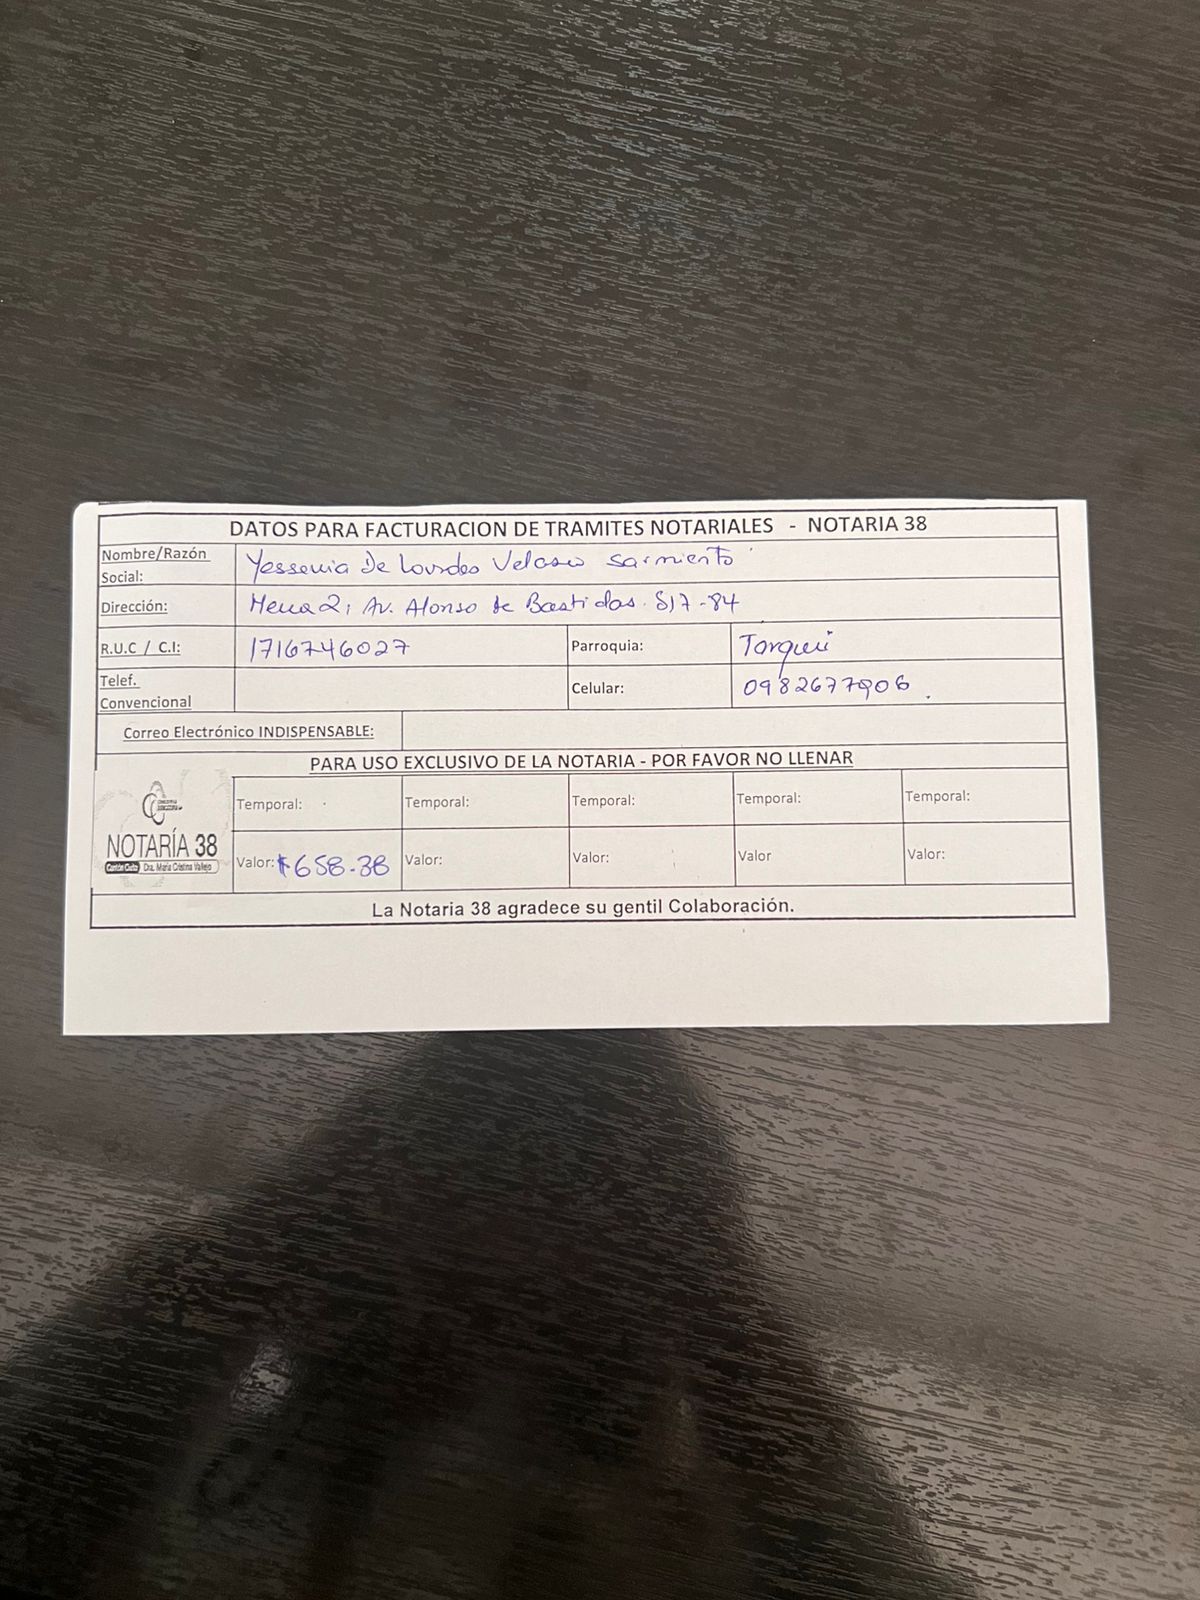 DATOS PARA FACTURACION DE TRAMITES NOTARIALES - NOTARIA 38
Nombre/Razón Social: Yessenia De Lourdes Velasco Sarmiento
Dirección: Mena 2, Av. Alonso de Bastidas. S17-84
R.U.C / C.I: 1716746027 Parroquia: Torqui
Telef. Convencional Celular: 0982677906
Correo Electrónico INDISPENSABLE:
PARA USO EXCLUSIVO DE LA NOTARIA - POR FAVOR NO LLENAR
Temporal: Temporal: Temporal: Temporal: Temporal:
NOTARÍA 38
Cantón Quito Dra. María Cristina Vallejo
Valor: $658.38 Valor: Valor: Valor Valor:
La Notaria 38 agradece su gentil Colaboración.